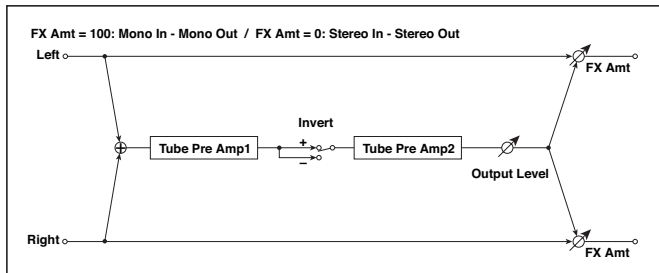 FX Amt = 100: Mono In - Mono Out / FX Amt = 0: Stereo In - Stereo Out
Left
FX Amt
Invert
+
Tube Pre Amp1
Tube Pre Amp2
−
Output Level
Right
FX Amt